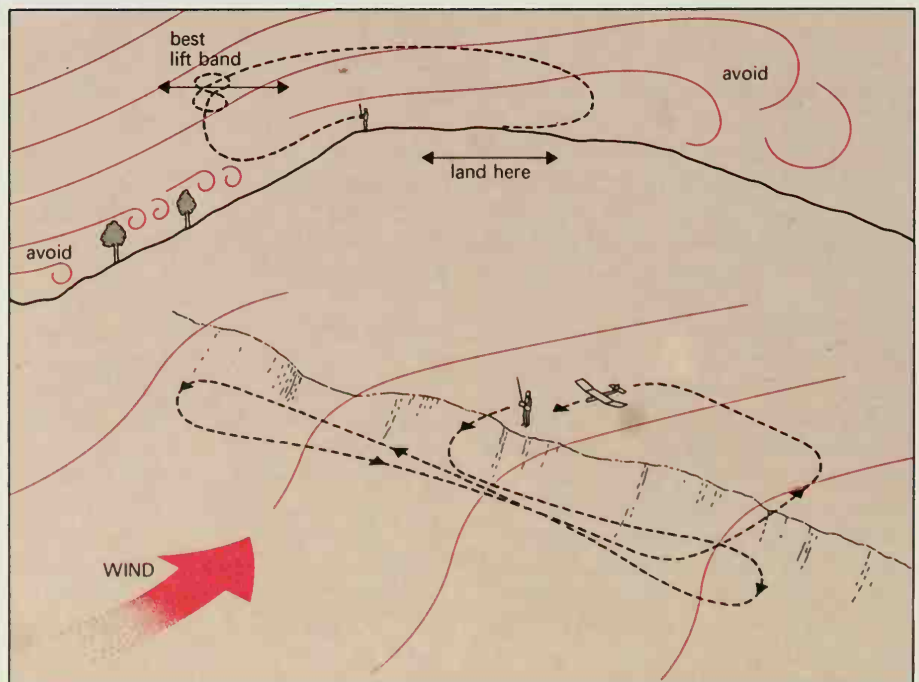 best
lift band
avoid
land here
avoid
WIND